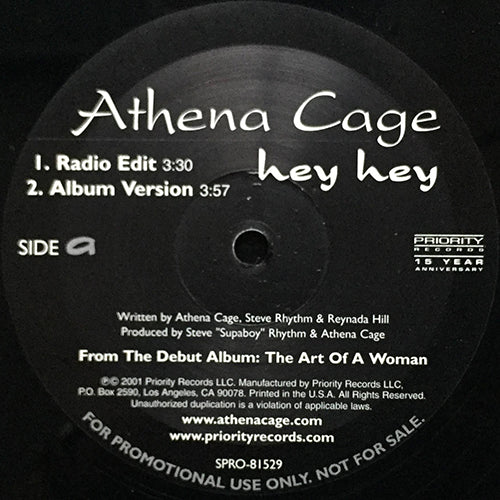 Athena Cage
hey hey
1. Radio Edit 3:30
2. Album Version 3:57
SIDE a
PRIORITY
RECORDS
15 YEAR
ANNIVERSARY
Written by Athena Cage, Steve Rhythm & Reynada Hill
Produced by Steve "Supaboy" Rhythm & Athena Cage
From The Debut Album: The Art Of A Woman
℗© 2001 Priority Records LLC. Manufactured by Priority Records LLC,
P.O. Box 2590, Los Angeles, CA 90078. Printed in the U.S.A. All Rights Reserved.
Unauthorized duplication is a violation of applicable laws.
www.athenacage.com
www.priorityrecords.com
SPRO-81529
FOR PROMOTIONAL USE ONLY. NOT FOR SALE.